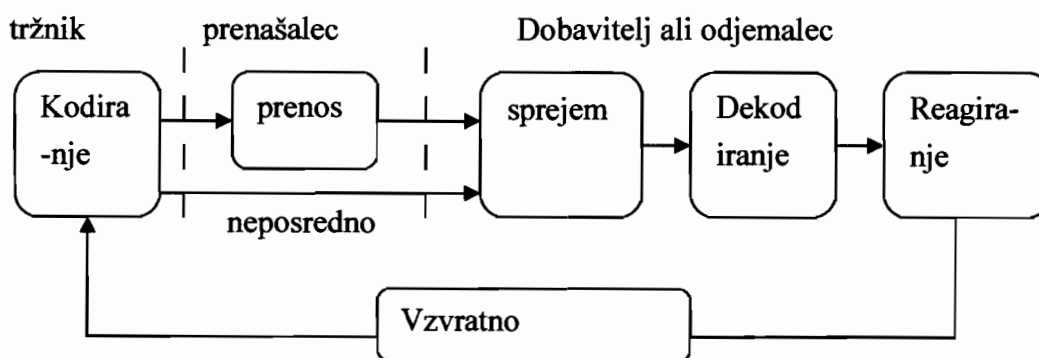 tržnik
prenašalec
Dobavitelj ali odjemalec
Kodira
-nje
prenos
sprejem
Dekod
iranje
Reagira-
nje
neposredno
Vzvratno